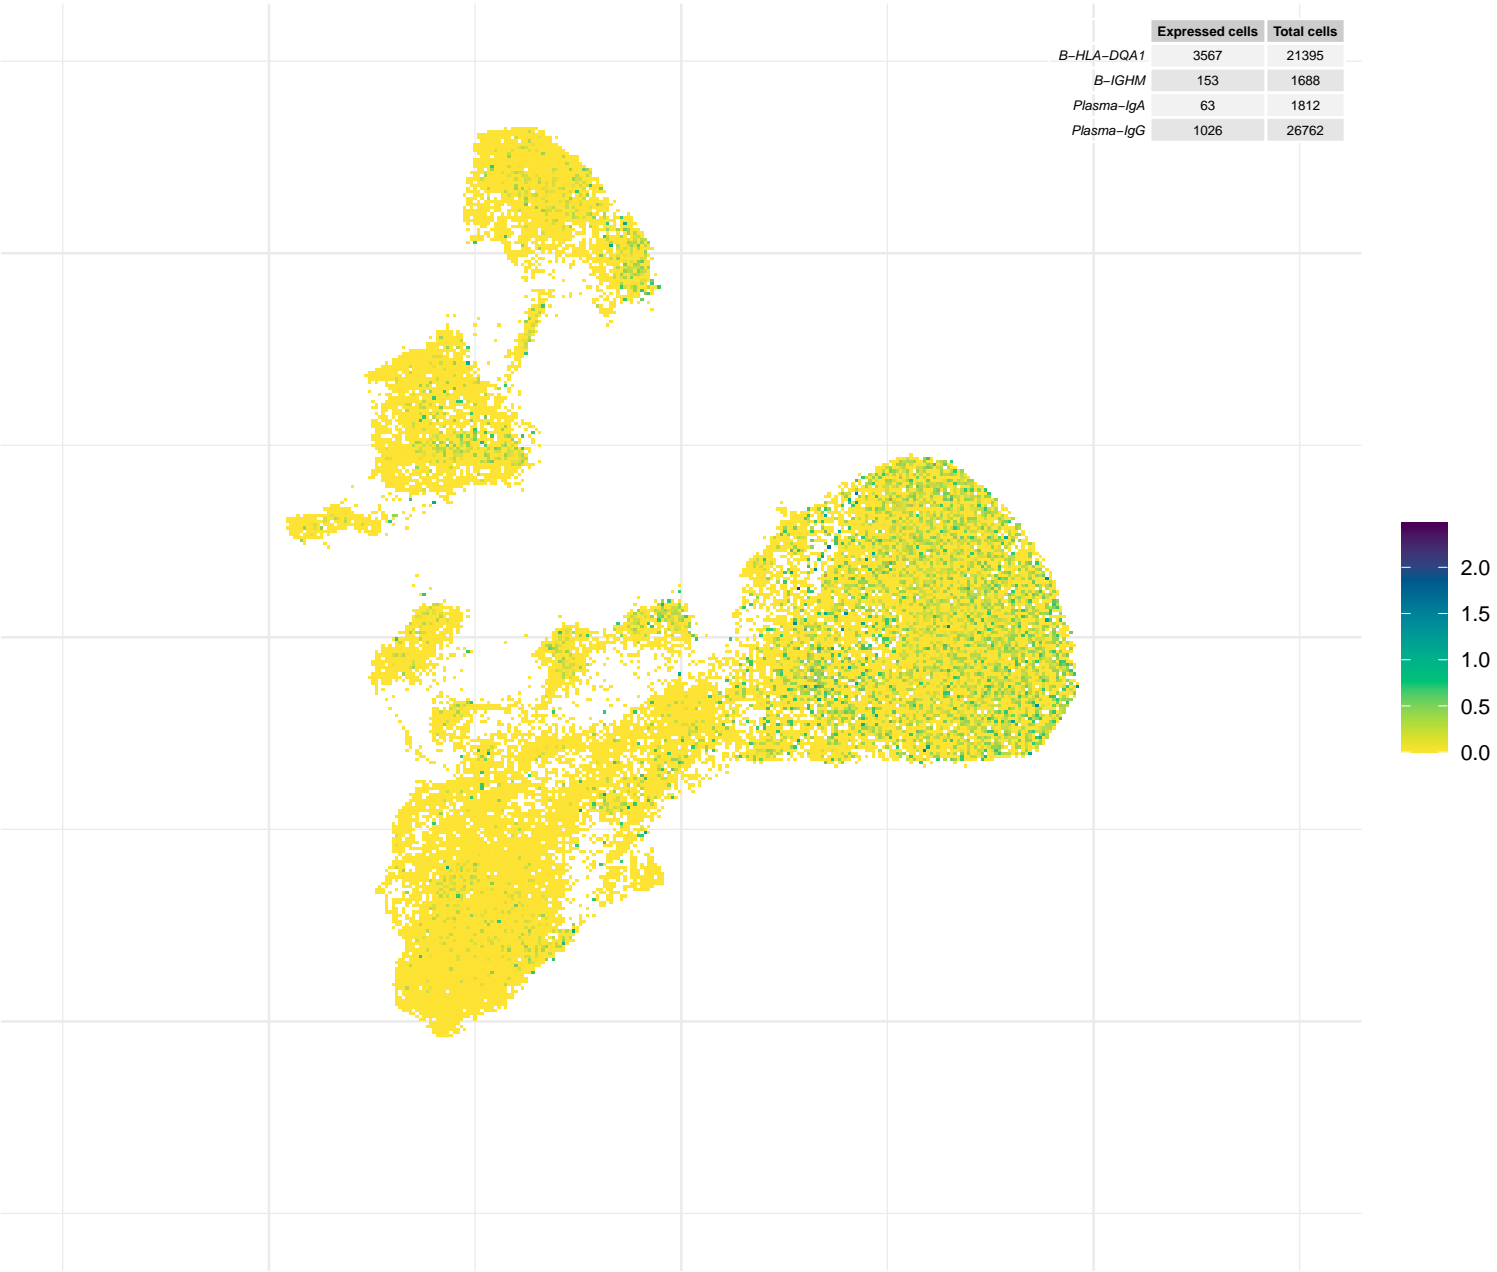 Expressed cells Total cells
B−HLA−DQA1 3567 21395
B−IGHM 153 1688
Plasma−IgA 63 1812
Plasma−IgG 1026 26762
2.0
1.5
1.0
0.5
0.0